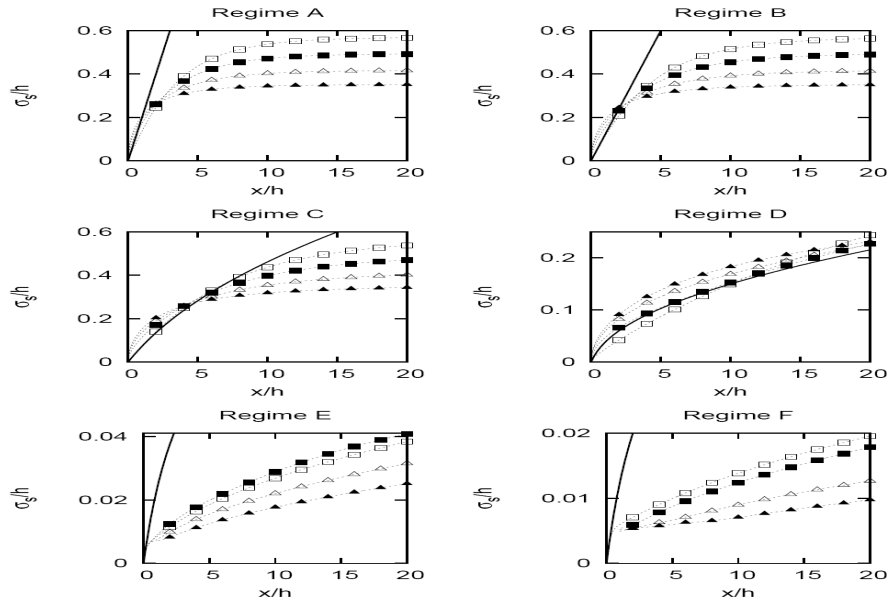 Regime A
0.6
0.4
0.2
0
σs/h
0 5 10 15 20
x/h
Regime B
0.6
0.4
0.2
0
σs/h
0 5 10 15 20
x/h
Regime C
0.6
0.4
0.2
0
σs/h
0 5 10 15 20
x/h
Regime D
0.2
0.1
0
σs/h
0 5 10 15 20
x/h
Regime E
0.04
0.02
0
σs/h
0 5 10 15 20
x/h
Regime F
0.02
0.01
0
σs/h
0 5 10 15 20
x/h